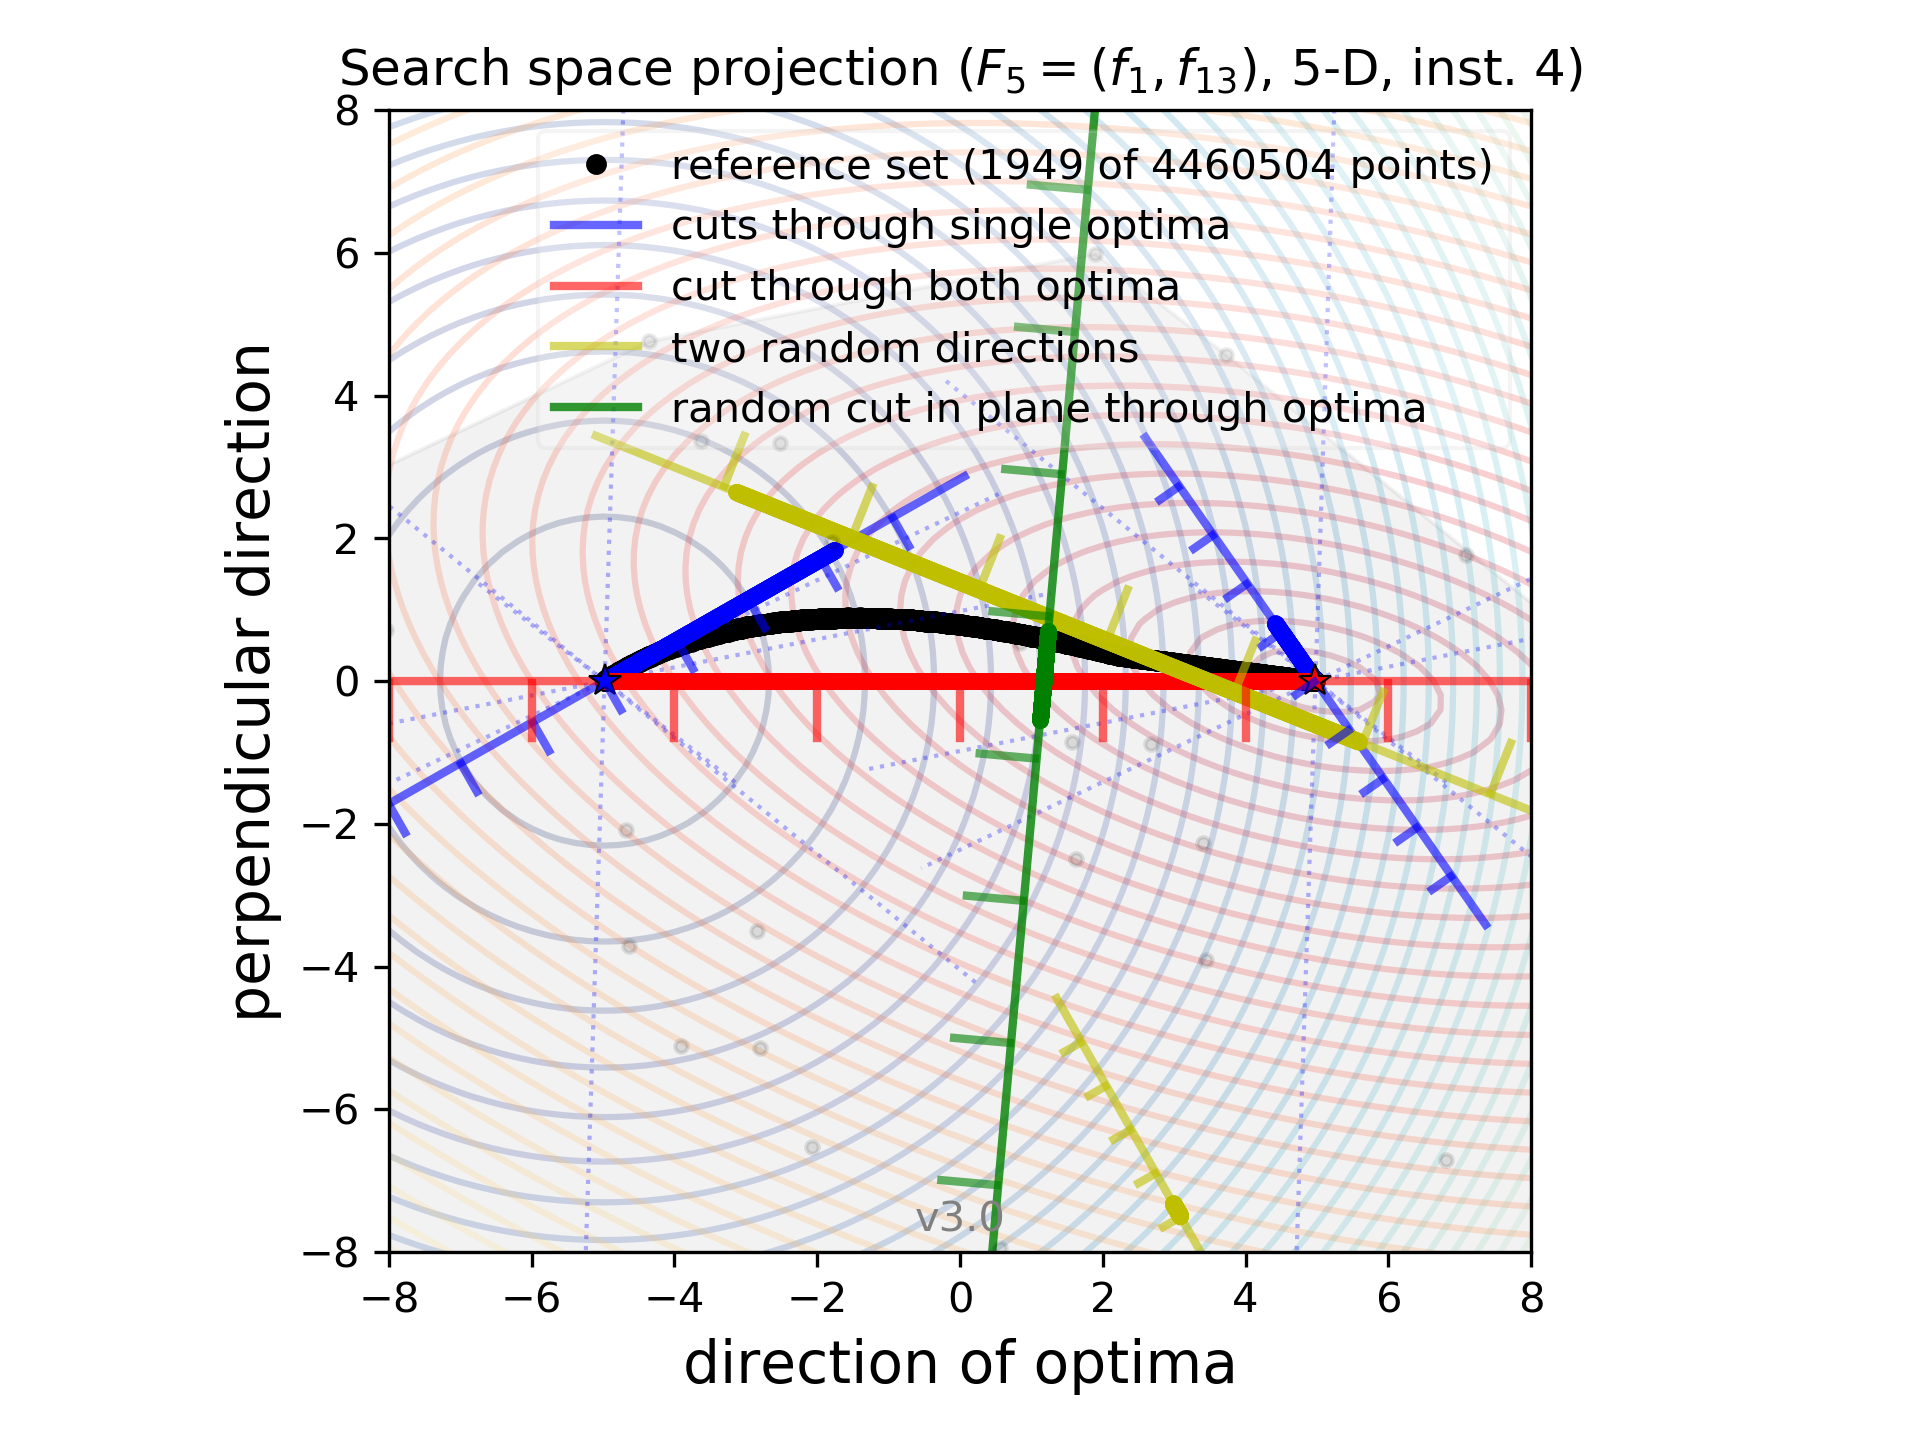 Search space projection (F₅ = (f₁, f₁₃), 5-D, inst. 4)
reference set (1949 of 4460504 points)
cuts through single optima
cut through both optima
two random directions
random cut in plane through optima
perpendicular direction
8
6
4
2
0
−2
−4
−6
−8
v3.0
−8 −6 −4 −2 0 2 4 6 8
direction of optima